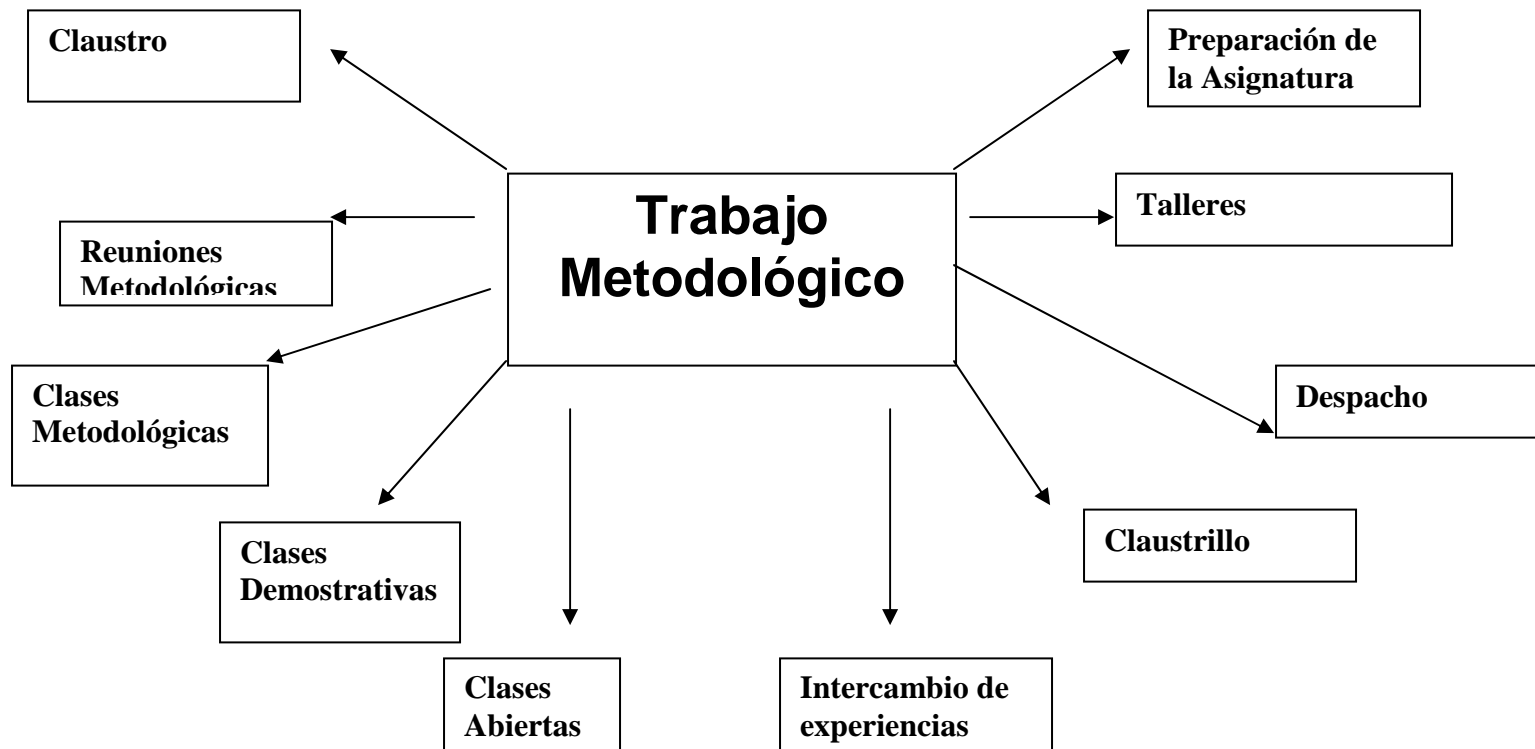 Claustro
Preparación de
la Asignatura
Trabajo
Metodológico
Talleres
Reuniones
Metodológicas
Clases
Metodológicas
Despacho
Clases
Demostrativas
Claustrillo
Clases
Abiertas
Intercambio de
experiencias